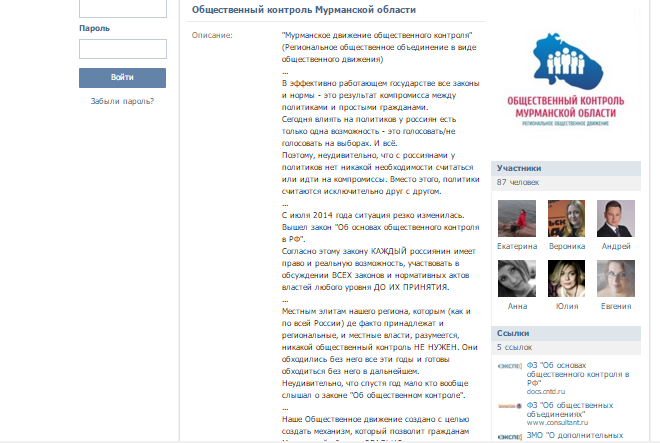 Пароль
Войти
Забыли пароль?
Общественный контроль Мурманской области
Описание:
"Мурманское движение общественного контроля"
(Региональное общественное объединение в виде
общественного движения)
...
В эффективно работающем государстве все законы
и нормы - это результат компромисса между
политиками и простыми гражданами.
Сегодня влиять на политиков у россиян есть
только одна возможность - это голосовать/не
голосовать на выборах. И всё.
Поэтому, неудивительно, что с россиянами у
политиков нет никакой необходимости считаться
или идти на компромиссы. Вместо этого, политики
считаются исключительно друг с другом.
...
С июля 2014 года ситуация резко изменилась.
Вышел закон "Об основах общественного контроля
в РФ".
Согласно этому закону КАЖДЫЙ россиянин имеет
право и реальную возможность, участвовать в
обсуждении ВСЕХ законов и нормативных актов
властей любого уровня ДО ИХ ПРИНЯТИЯ.
...
Местным элитам нашего региона, которым (как и
по всей России) де факто принадлежат и
региональные, и местные власти, разумеется,
никакой общественный контроль НЕ НУЖЕН. Они
обходились без него все эти годы и готовы
обходиться без него в дальнейшем.
Неудивительно, что спустя год мало кто вообще
слышал о законе "Об общественном контроле".
...
Наше Общественное движение создано с целью
создать механизм, который позволит гражданам
ОБЩЕСТВЕННЫЙ КОНТРОЛЬ
МУРМАНСКОЙ ОБЛАСТИ
РЕГИОНАЛЬНОЕ ОБЩЕСТВЕННОЕ ДВИЖЕНИЕ
Участники
87 человек
Екатерина Вероника Андрей
Анна Юлия Евгения
Ссылки
5 ссылок
ФЗ "Об основах
общественного контроля в
РФ"
docs.cntd.ru
ФЗ "Об общественных
объединениях"
www.consultant.ru
ЗМО "О дополнительных